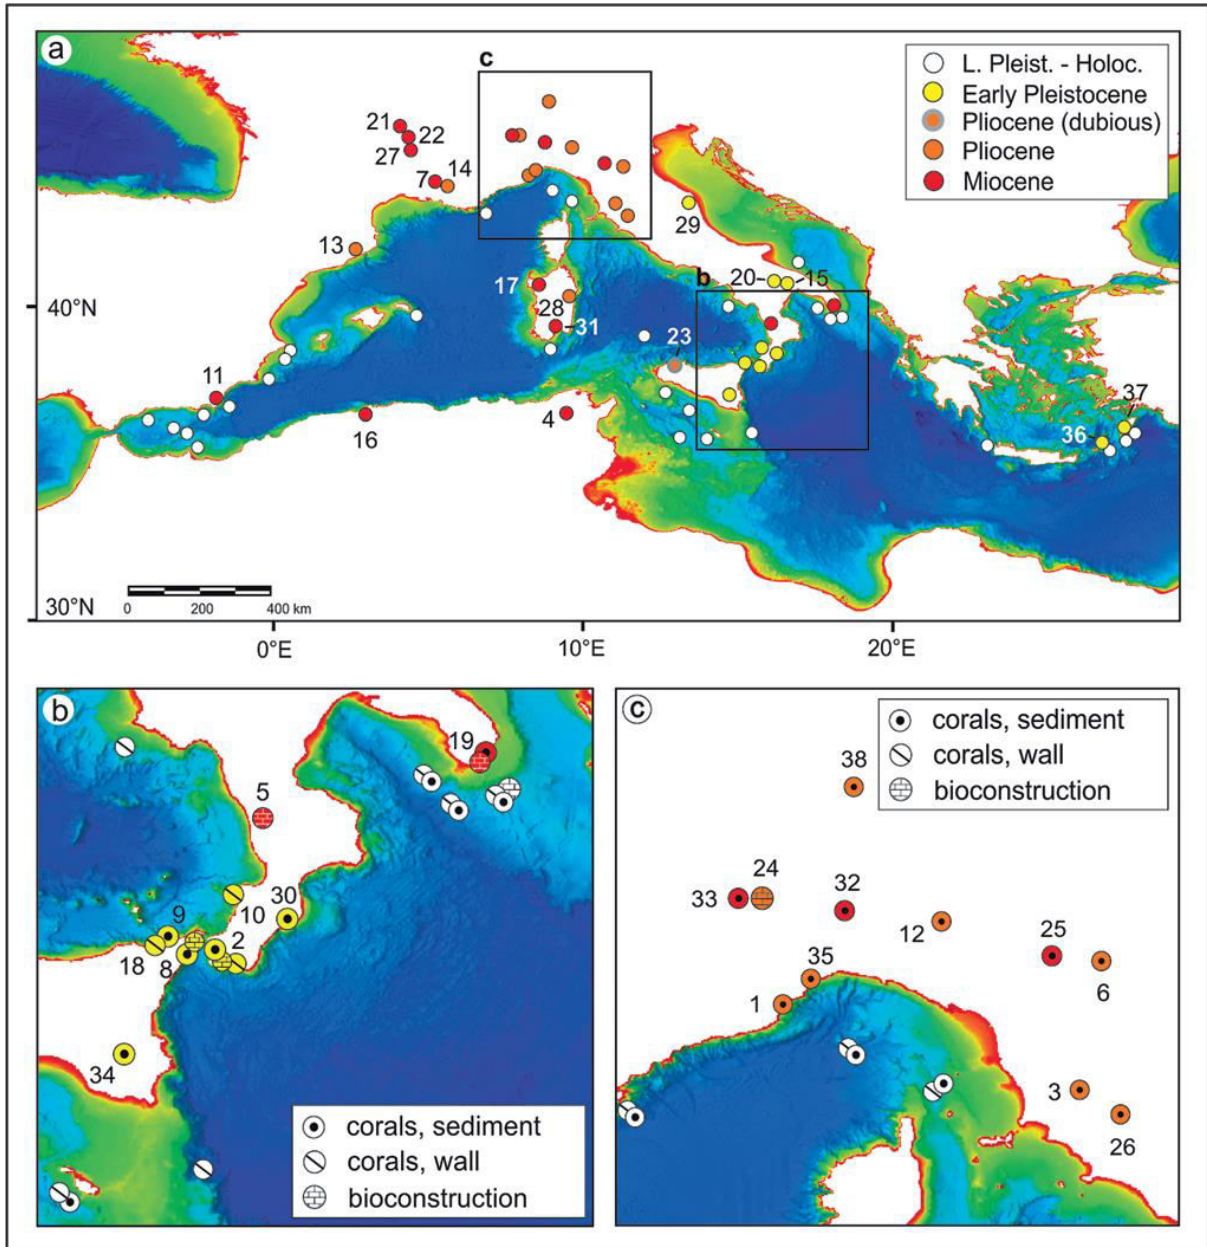 a
c
L. Pleist. - Holoc.
Early Pleistocene
Pliocene (dubious)
Pliocene
Miocene
21
22
27
7
14
13
29
17
28
31
20
15
b
23
40°N
11
16
4
37
36
30°N
0
200
400 km
0°E
10°E
20°E
b
19
5
30
9
10
2
18
8
34
corals, sediment
corals, wall
bioconstruction
c
corals, sediment
corals, wall
bioconstruction
38
24
33
32
12
25
35
6
1
3
26